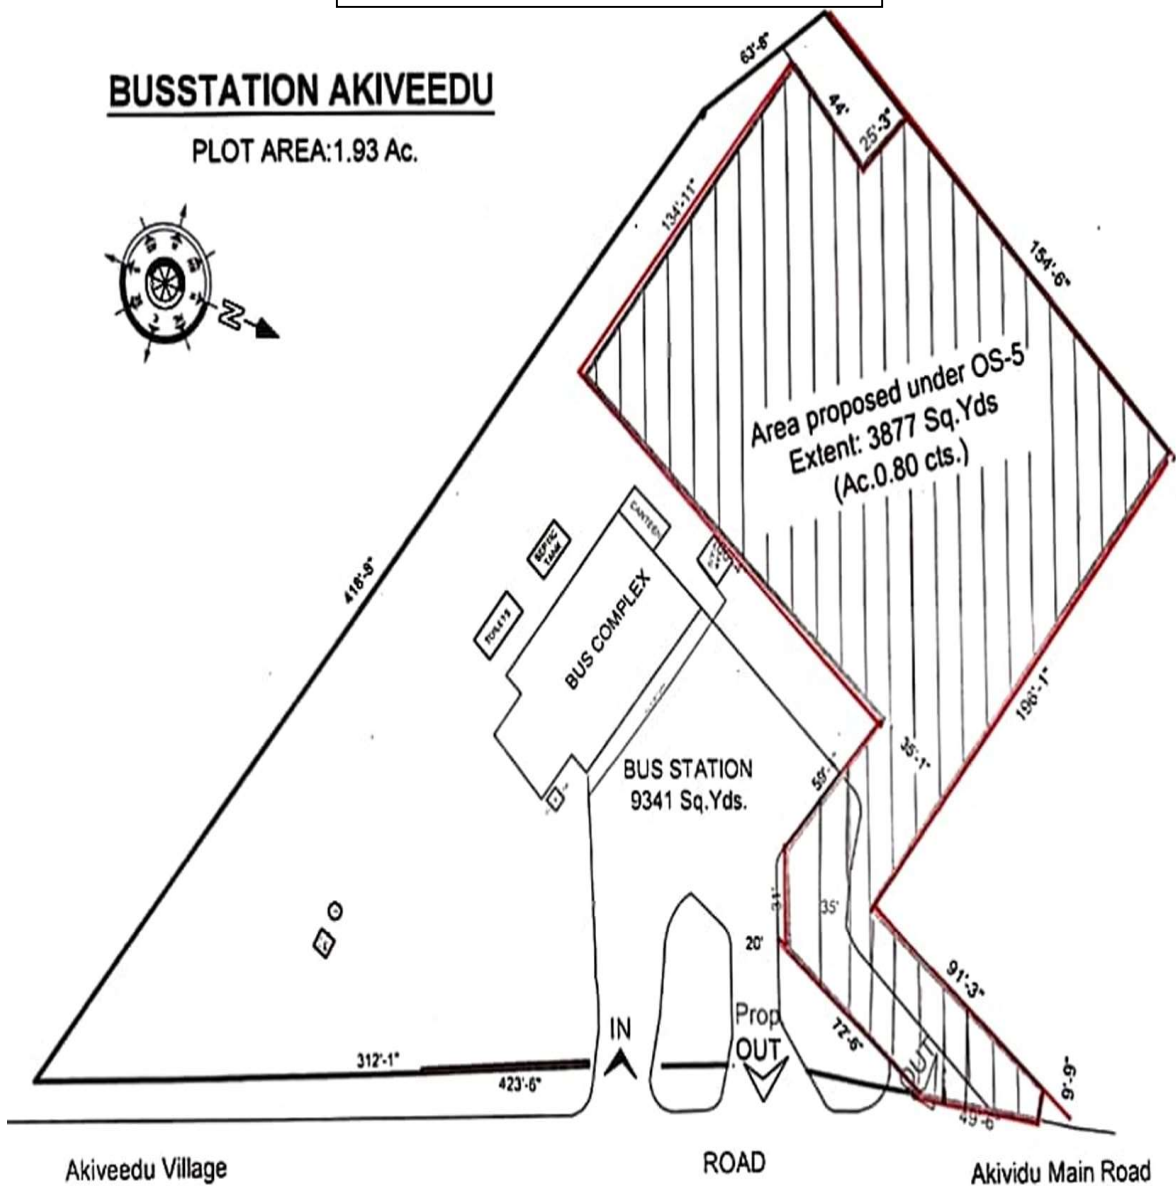 BUSSTATION AKIVEEDU
PLOT AREA:1.93 Ac.
N
63'-8"
44'
25'-3"
134'-11"
154'-6"
Area proposed under OS-5
Extent: 3877 Sq.Yds
(Ac.0.80 cts.)
CANTEEN
SEPTIC
TANK
TOILETS
BUS COMPLEX
418'-8"
196'-1"
35'-1"
BUS STATION
9341 Sq.Yds.
59'-
31'
35'
20'
91'-3"
72'-6"
IN
Prop
OUT
OUT
312'-1"
423'-6"
49'-6"
9'-9"
Akiveedu Village
ROAD
Akividu Main Road